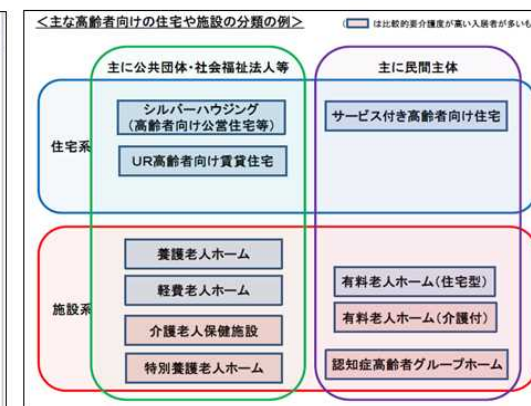 <主な高齢者向けの住宅や施設の分類の例>
( は比較的要介護度が高い入居者が多いも
主に公共団体・社会福祉法人等
主に民間主体
住宅系
シルバーハウジング
(高齢者向け公営住宅等)
サービス付き高齢者向け住宅
UR高齢者向け賃貸住宅
施設系
養護老人ホーム
軽費老人ホーム
有料老人ホーム(住宅型)
介護老人保健施設
有料老人ホーム(介護付)
特別養護老人ホーム
認知症高齢者グループホーム